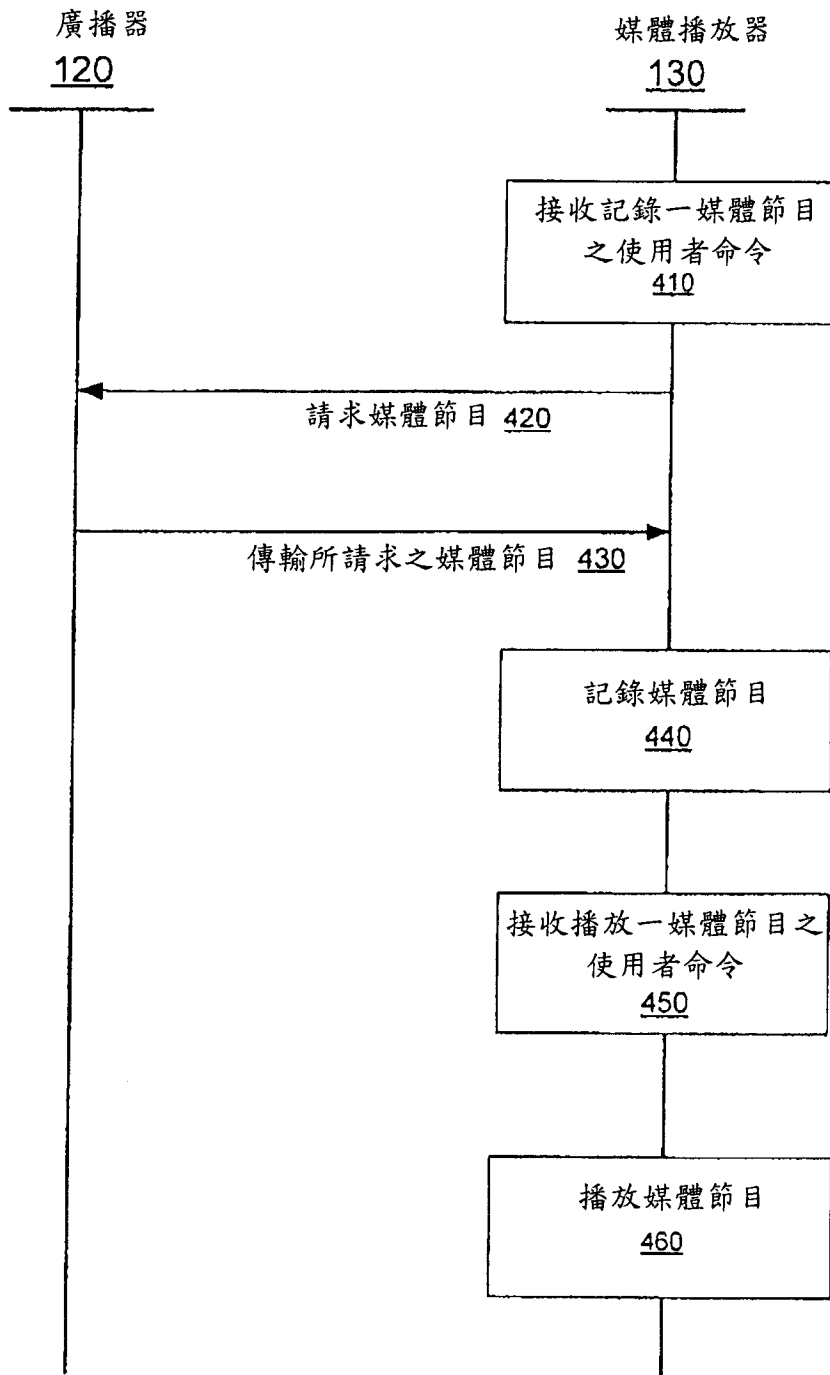 廣播器
120
媒體播放器
130
接收記錄一媒體節目
之使用者命令
410
請求媒體節目 420
傳輸所請求之媒體節目 430
記錄媒體節目
440
接收播放一媒體節目之
使用者命令
450
播放媒體節目
460